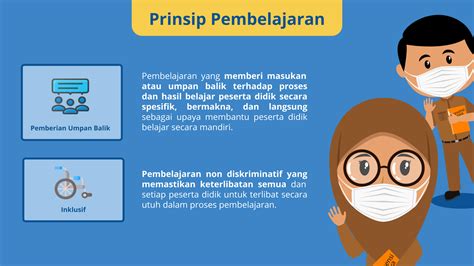 Prinsip Pembelajaran
Pembelajaran yang memberi masukan
atau umpan balik terhadap proses
dan hasil belajar peserta didik secara
spesifik, bermakna, dan langsung
sebagai upaya membantu peserta didik
belajar secara mandiri.
Pemberian Umpan Balik
Pembelajaran non diskriminatif yang
memastikan keterlibatan semua dan
setiap peserta didik untuk terlibat secara
utuh dalam proses pembelajaran.
Inklusif